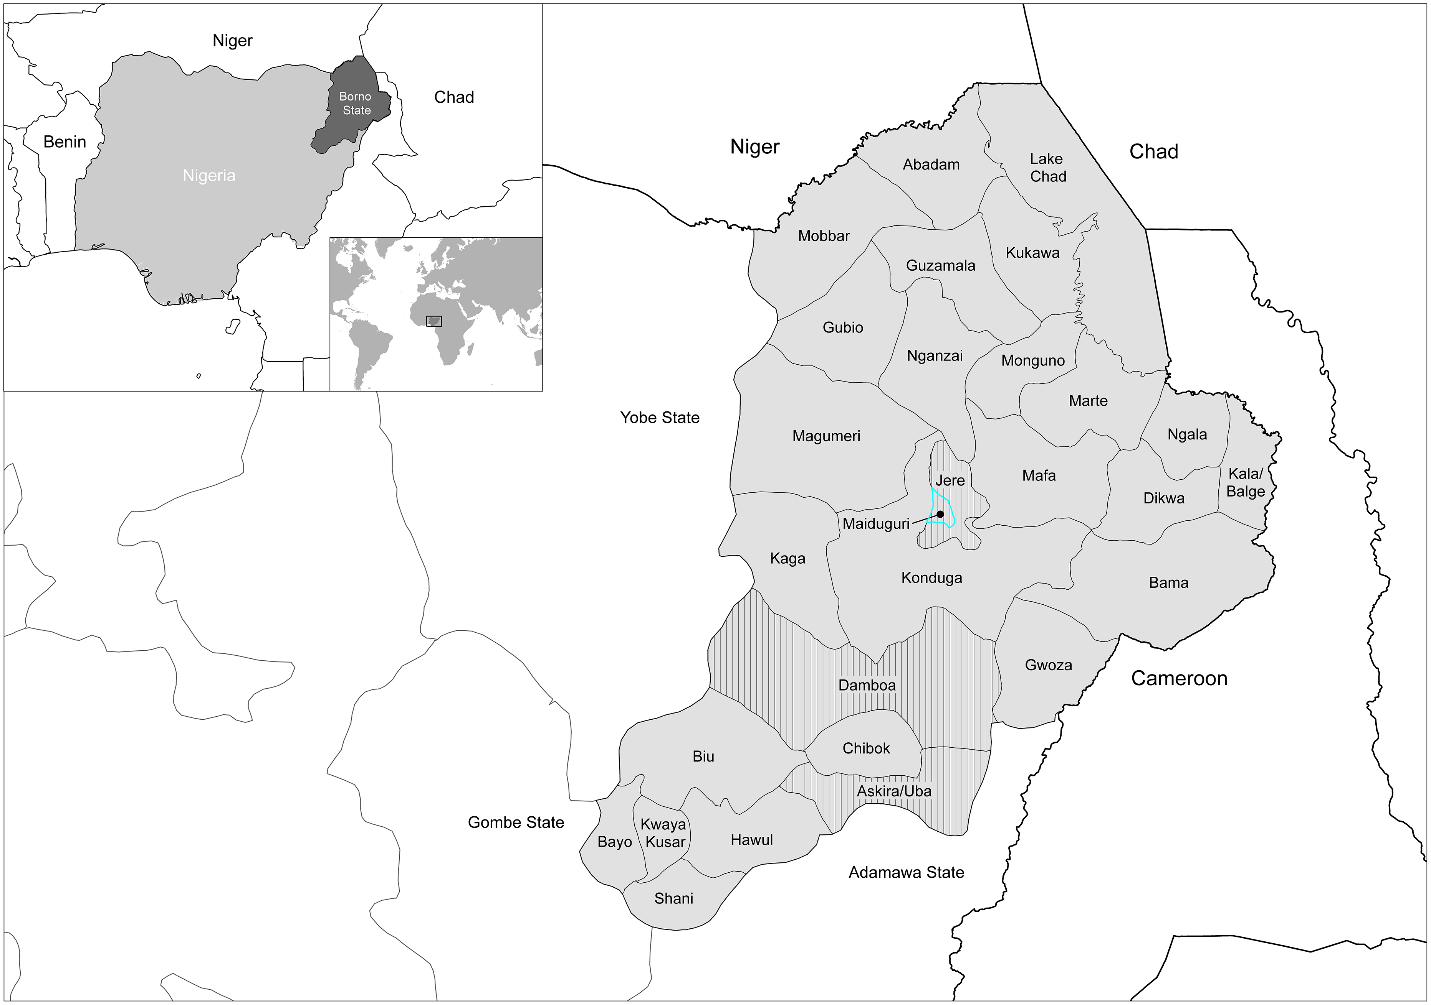 Niger
Chad
Borno
State
Benin
Nigeria
Niger
Chad
Abadam
Lake
Chad
Mobbar
Kukawa
Guzamala
Gubio
Nganzai
Monguno
Marte
Yobe State
Magumeri
Ngala
Jere
Mafa
Kala/
Balge
Dikwa
Maiduguri
Kaga
Konduga
Bama
Gwoza
Damboa
Cameroon
Chibok
Biu
Askira/Uba
Gombe State
Kwaya
Kusar
Bayo
Hawul
Adamawa State
Shani